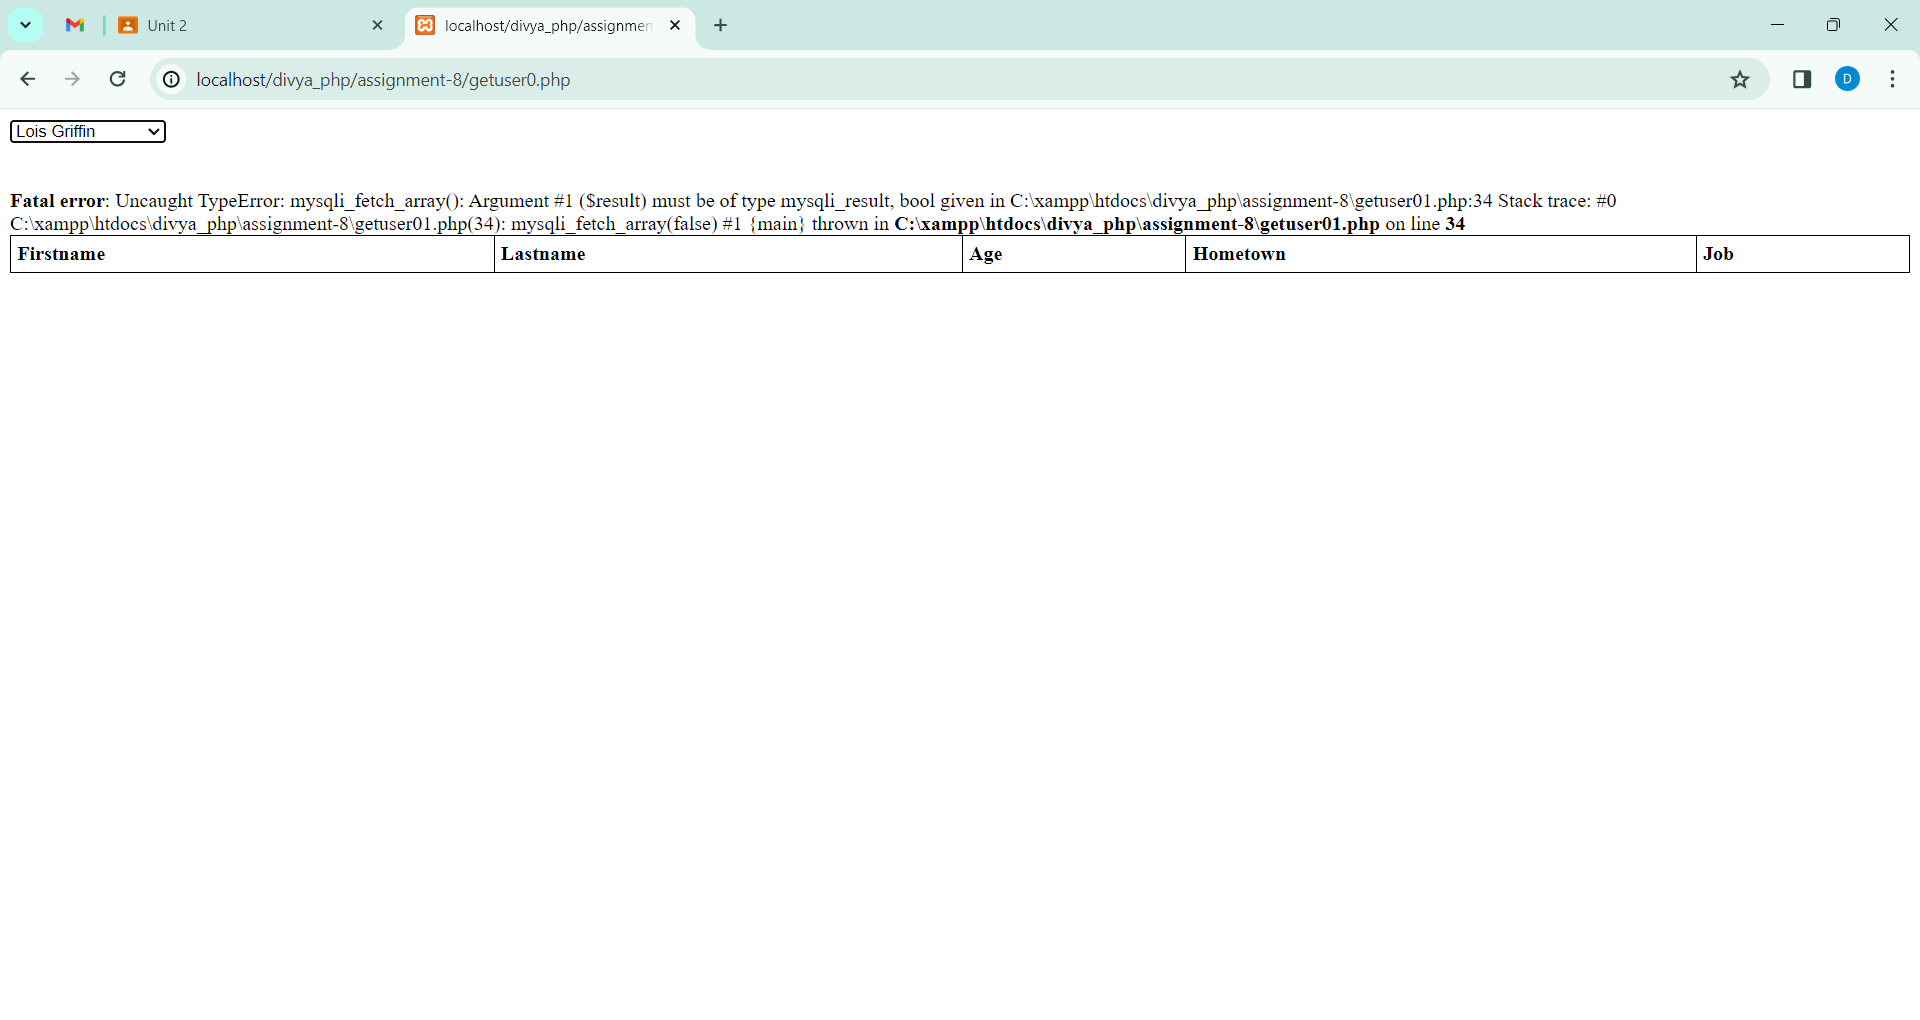 Unit 2
localhost/divya_php/assignmen
localhost/divya_php/assignment-8/getuser0.php
D
Lois Griffin
Fatal error: Uncaught TypeError: mysqli_fetch_array(): Argument #1 ($result) must be of type mysqli_result, bool given in C:\xampp\htdocs\divya_php\assignment-8\getuser01.php:34 Stack trace: #0
C:\xampp\htdocs\divya_php\assignment-8\getuser01.php(34): mysqli_fetch_array(false) #1 {main} thrown in C:\xampp\htdocs\divya_php\assignment-8\getuser01.php on line 34
Firstname Lastname Age Hometown Job